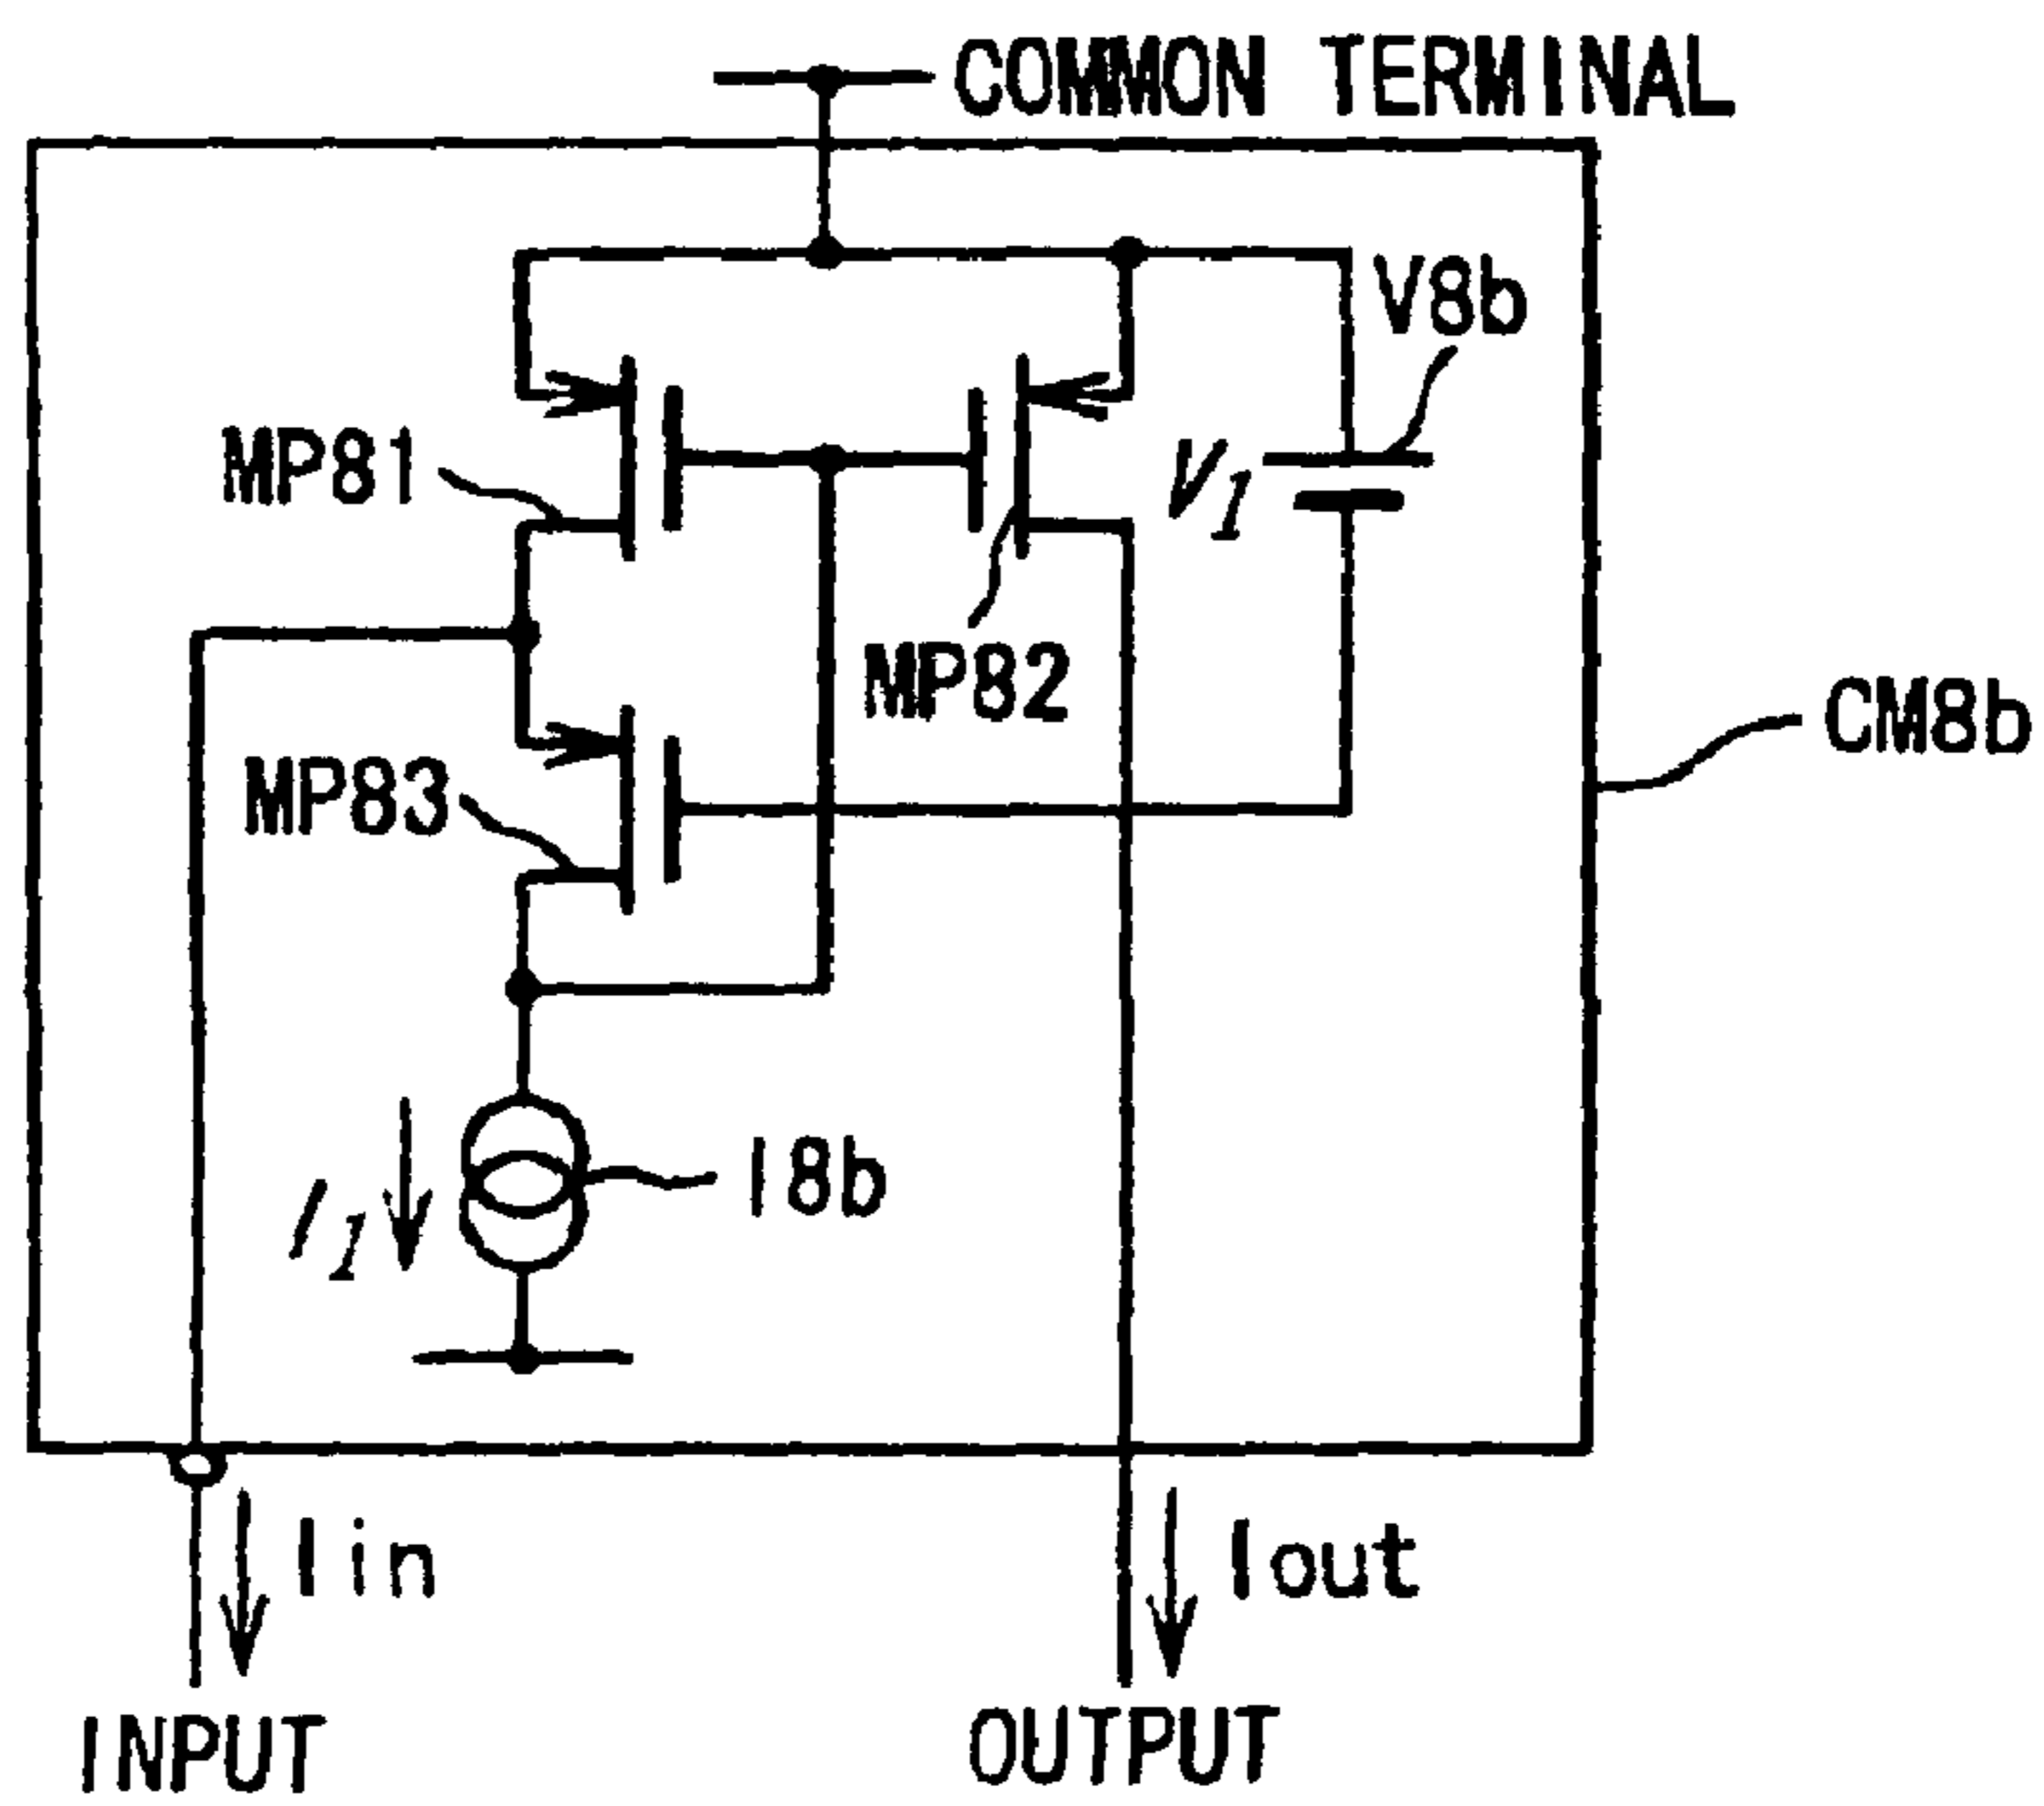 COMMON TERMINAL
V8b
MP81
V1
MP82
CM8b
MP83
I8b
I1
Iin
Iout
INPUT
OUTPUT